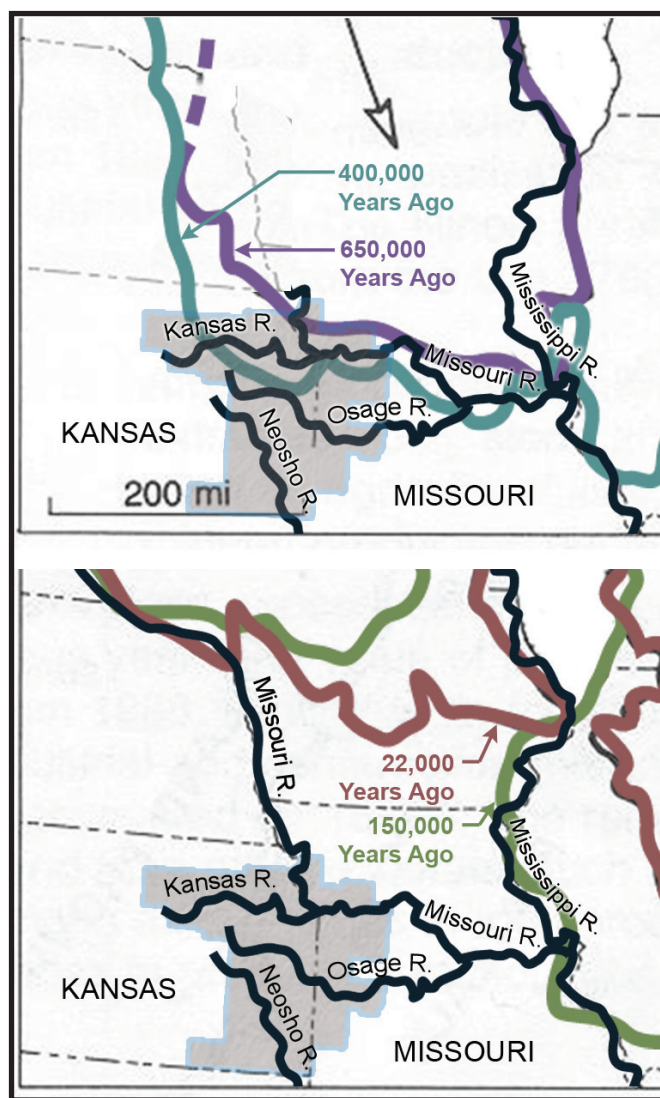 400,000
Years Ago
650,000
Years Ago
Mississippi R.
Kansas R.
Missouri R.
Osage R.
Neosho R.
KANSAS
200 mi
MISSOURI
Missouri R.
22,000
Years Ago
150,000
Years Ago
Mississippi R.
Kansas R.
Missouri R.
Osage R.
Neosho R.
KANSAS
MISSOURI